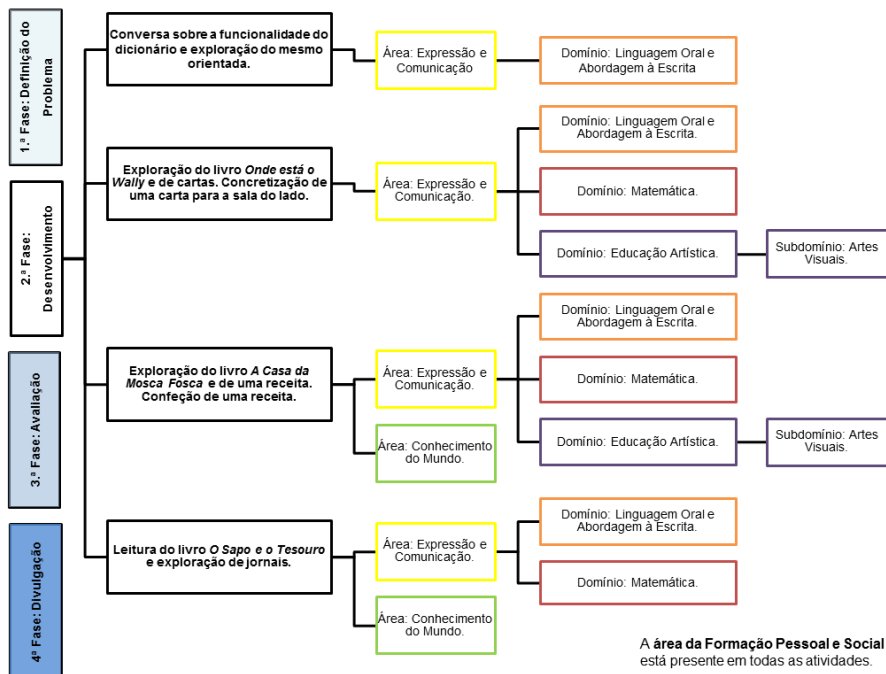 1.ª Fase: Definição do
Problema
2.ª Fase:
Desenvolvimento
3.ª Fase: Avaliação
4ª Fase: Divulgação
Conversa sobre a funcionalidade do
dicionário e exploração do mesmo
orientada.
Área: Expressão e
Comunicação
Domínio: Linguagem Oral e
Abordagem à Escrita
Exploração do livro Onde está o
Wally e de cartas. Concretização de
uma carta para a sala do lado.
Área: Expressão e
Comunicação.
Domínio: Linguagem Oral e
Abordagem à Escrita.
Domínio: Matemática.
Domínio: Educação Artística.
Subdomínio: Artes
Visuais.
Exploração do livro A Casa da
Mosca Fosca e de uma receita.
Confeção de uma receita.
Área: Expressão e
Comunicação.
Domínio: Linguagem Oral e
Abordagem à Escrita.
Domínio: Matemática.
Domínio: Educação Artística.
Subdomínio: Artes
Visuais.
Área: Conhecimento
do Mundo.
Leitura do livro O Sapo e o Tesouro
e exploração de jornais.
Área: Expressão e
Comunicação.
Domínio: Linguagem Oral e
Abordagem à Escrita.
Domínio: Matemática.
Área: Conhecimento
do Mundo.
A área da Formação Pessoal e Social
está presente em todas as atividades.